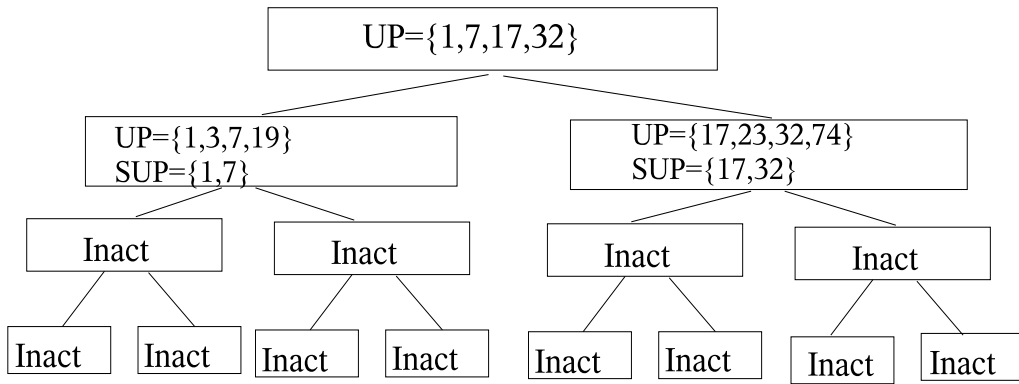 UP={1,7,17,32}
UP={1,3,7,19}
SUP={1,7}
UP={17,23,32,74}
SUP={17,32}
Inact
Inact
Inact
Inact
Inact
Inact
Inact
Inact
Inact
Inact
Inact
Inact